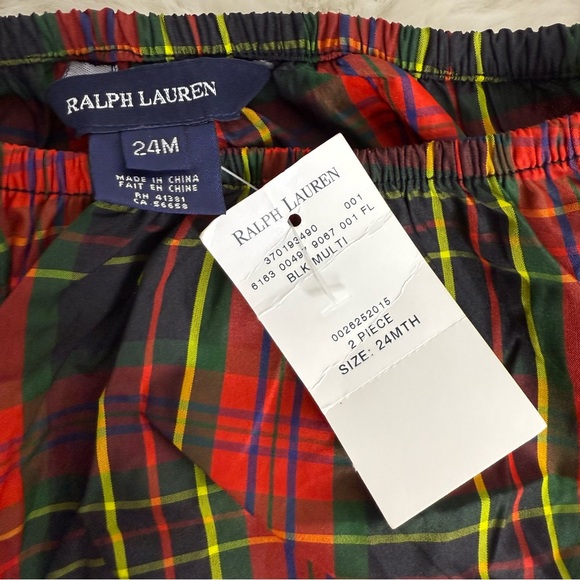 RALPH LAUREN
24M
MADE IN CHINA
FAIT EN CHINE
RN 41381
CA 56658
RALPH LAUREN
370193490 001
6163 00497 9067 001 FL
BLK MULTI
0026252015
2 PIECE
SIZE: 24MTH